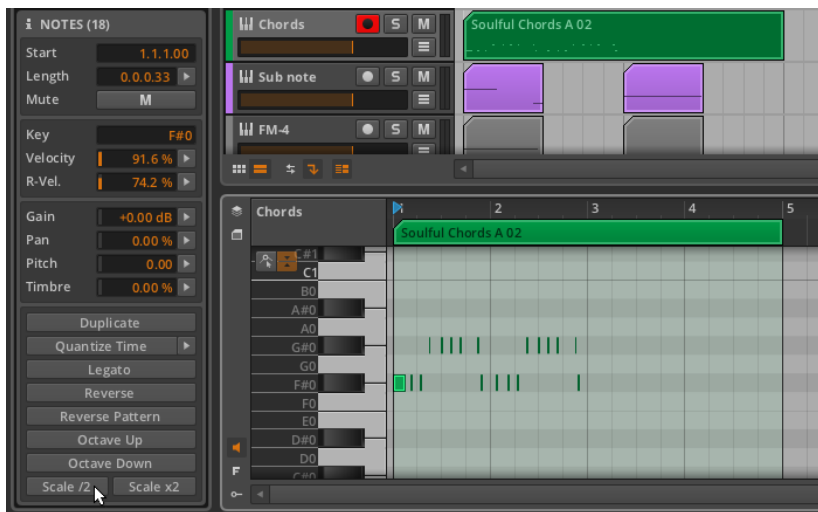 i NOTES (18)
Start 1.1.1.00
Length 0.0.0.33
Mute M
Key F#0
Velocity 91.6 %
R-Vel. 74.2 %
Gain +0.00 dB
Pan 0.00 %
Pitch 0.00
Timbre 0.00 %
Duplicate
Quantize Time
Legato
Reverse
Reverse Pattern
Octave Up
Octave Down
Scale /2 Scale x2
Chords S M
Soulful Chords A 02
Sub note S M
FM-4 S M
Chords
2 3 4 5
Soulful Chords A 02
C#1
C1
B0
A#0
A0
G#0
G0
F#0
F0
E0
D#0
D0
C#0
F